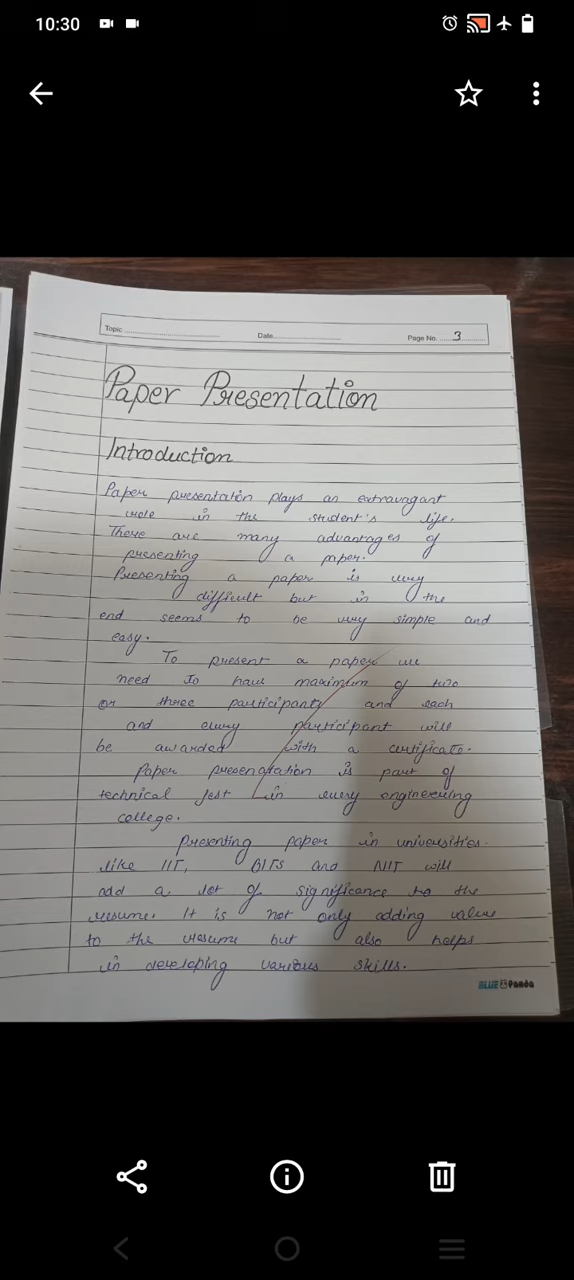 10:30
Topic
Date
Page No. 3
Paper Presentation
Introduction
Paper presentation plays an extravagant
role in the student's life.
There are many advantages of
presenting a paper.
Presenting a paper is very
difficult but in the
end seems to be very simple and
easy.
To present a paper we
need to have maximum of two
or three participants and each
and every participant will
be awarded with a certificate.
Paper presentation is part of
technical fest in every engineering
college.
Presenting paper in universities
like IIT, BITS and NIT will
add a lot of significance to the
resume. It is not only adding value
to the resume but also helps
in developing various skills.
BLUE Panda